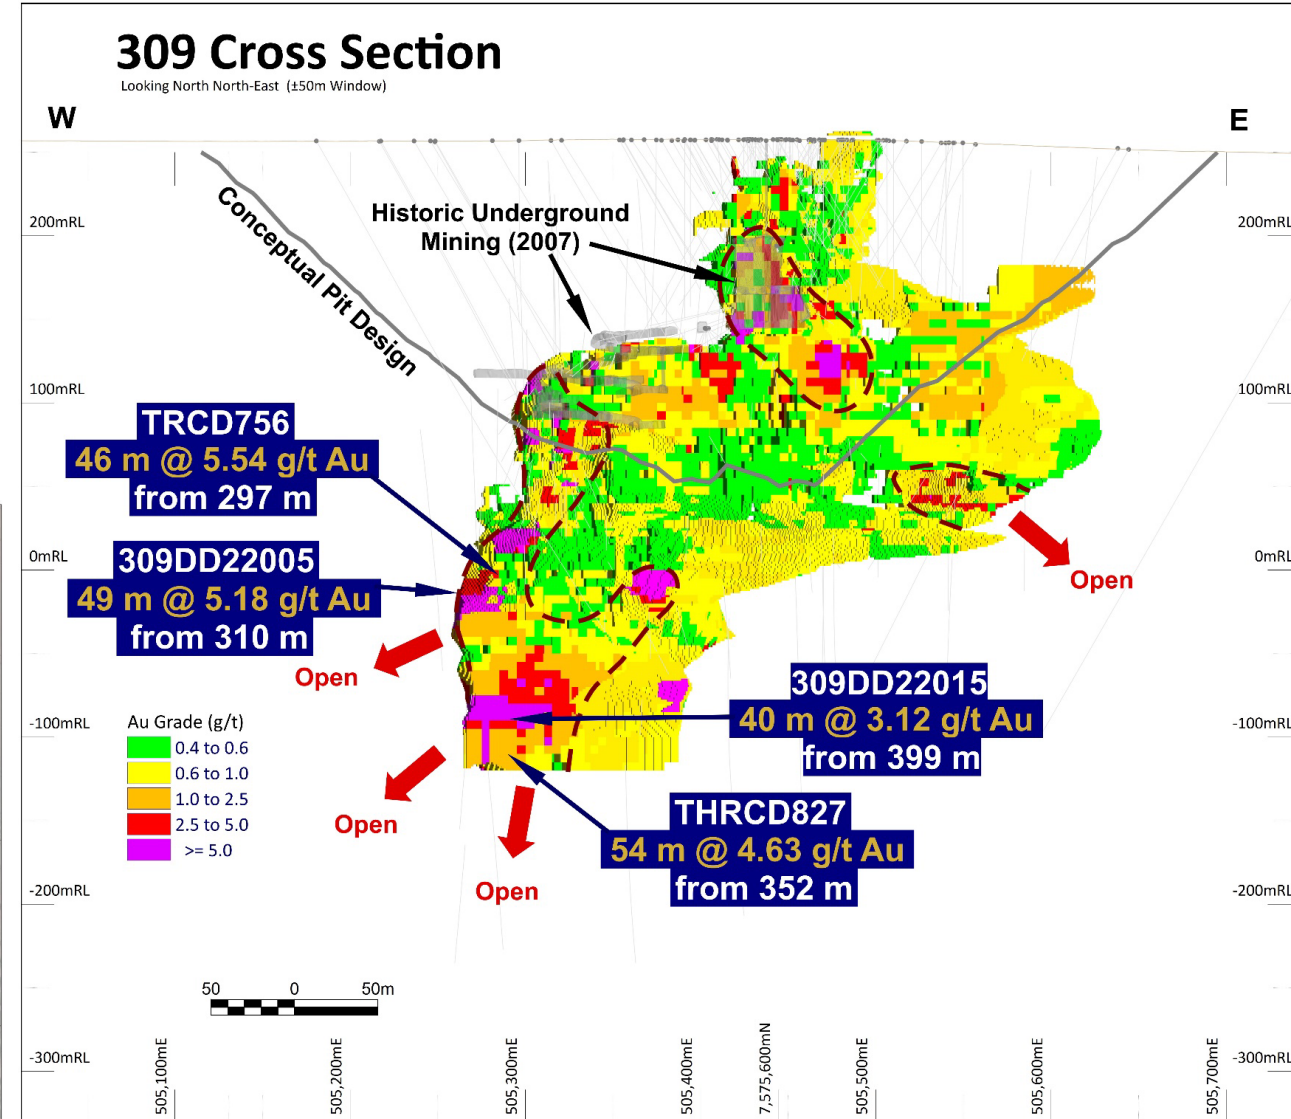 309 Cross Section
Looking North North-East (±50m Window)
W
E
Historic Underground
Mining (2007)
Conceptual Pit Design
200mRL
200mRL
100mRL
100mRL
TRCD756
46 m @ 5.54 g/t Au
from 297 m
0mRL
0mRL
309DD22005
49 m @ 5.18 g/t Au
from 310 m
Open
Open
309DD22015
40 m @ 3.12 g/t Au
from 399 m
-100mRL
-100mRL
Au Grade (g/t)
0.4 to 0.6
0.6 to 1.0
1.0 to 2.5
2.5 to 5.0
>= 5.0
Open
THRCD827
54 m @ 4.63 g/t Au
from 352 m
Open
-200mRL
-200mRL
50 0 50m
-300mRL
-300mRL
505,100mE
505,200mE
505,300mE
505,400mE
7,575,600mN
505,500mE
505,600mE
505,700mE